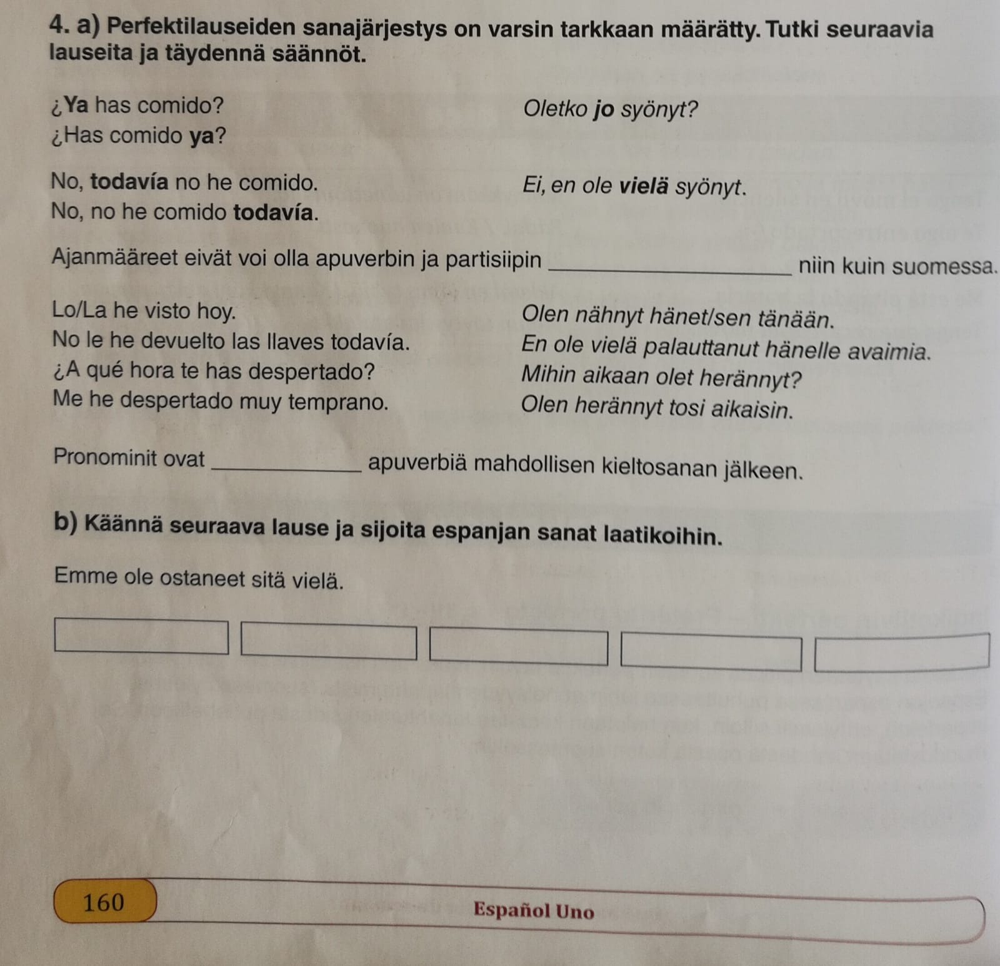 4. a) Perfektilauseiden sanajärjestys on varsin tarkkaan määrätty. Tutki seuraavia
lauseita ja täydennä säännöt.
¿Ya has comido? Oletko jo syönyt?
¿Has comido ya?
No, todavía no he comido. Ei, en ole vielä syönyt.
No, no he comido todavía.
Ajanmääreet eivät voi olla apuverbin ja partisiipin ____________________ niin kuin suomessa.
Lo/La he visto hoy. Olen nähnyt hänet/sen tänään.
No le he devuelto las llaves todavía. En ole vielä palauttanut hänelle avaimia.
¿A qué hora te has despertado? Mihin aikaan olet herännyt?
Me he despertado muy temprano. Olen herännyt tosi aikaisin.
Pronominit ovat ____________ apuverbiä mahdollisen kieltosanan jälkeen.
b) Käännä seuraava lause ja sijoita espanjan sanat laatikoihin.
Emme ole ostaneet sitä vielä.
160 Español Uno